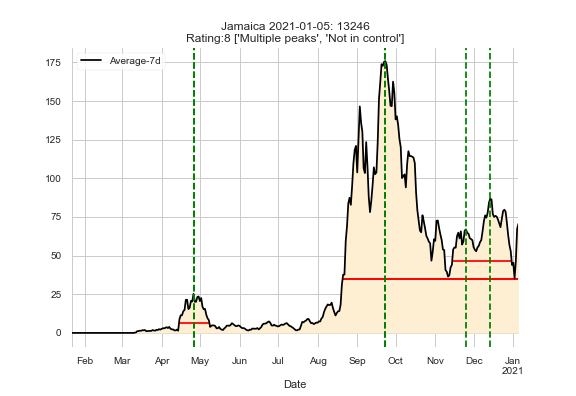 Jamaica 2021-01-05: 13246
Rating:8 ['Multiple peaks', 'Not in control']
Average-7d
175
150
125
100
75
50
25
0
Feb Mar Apr May Jun Jul Aug Sep Oct Nov Dec Jan
2021
Date